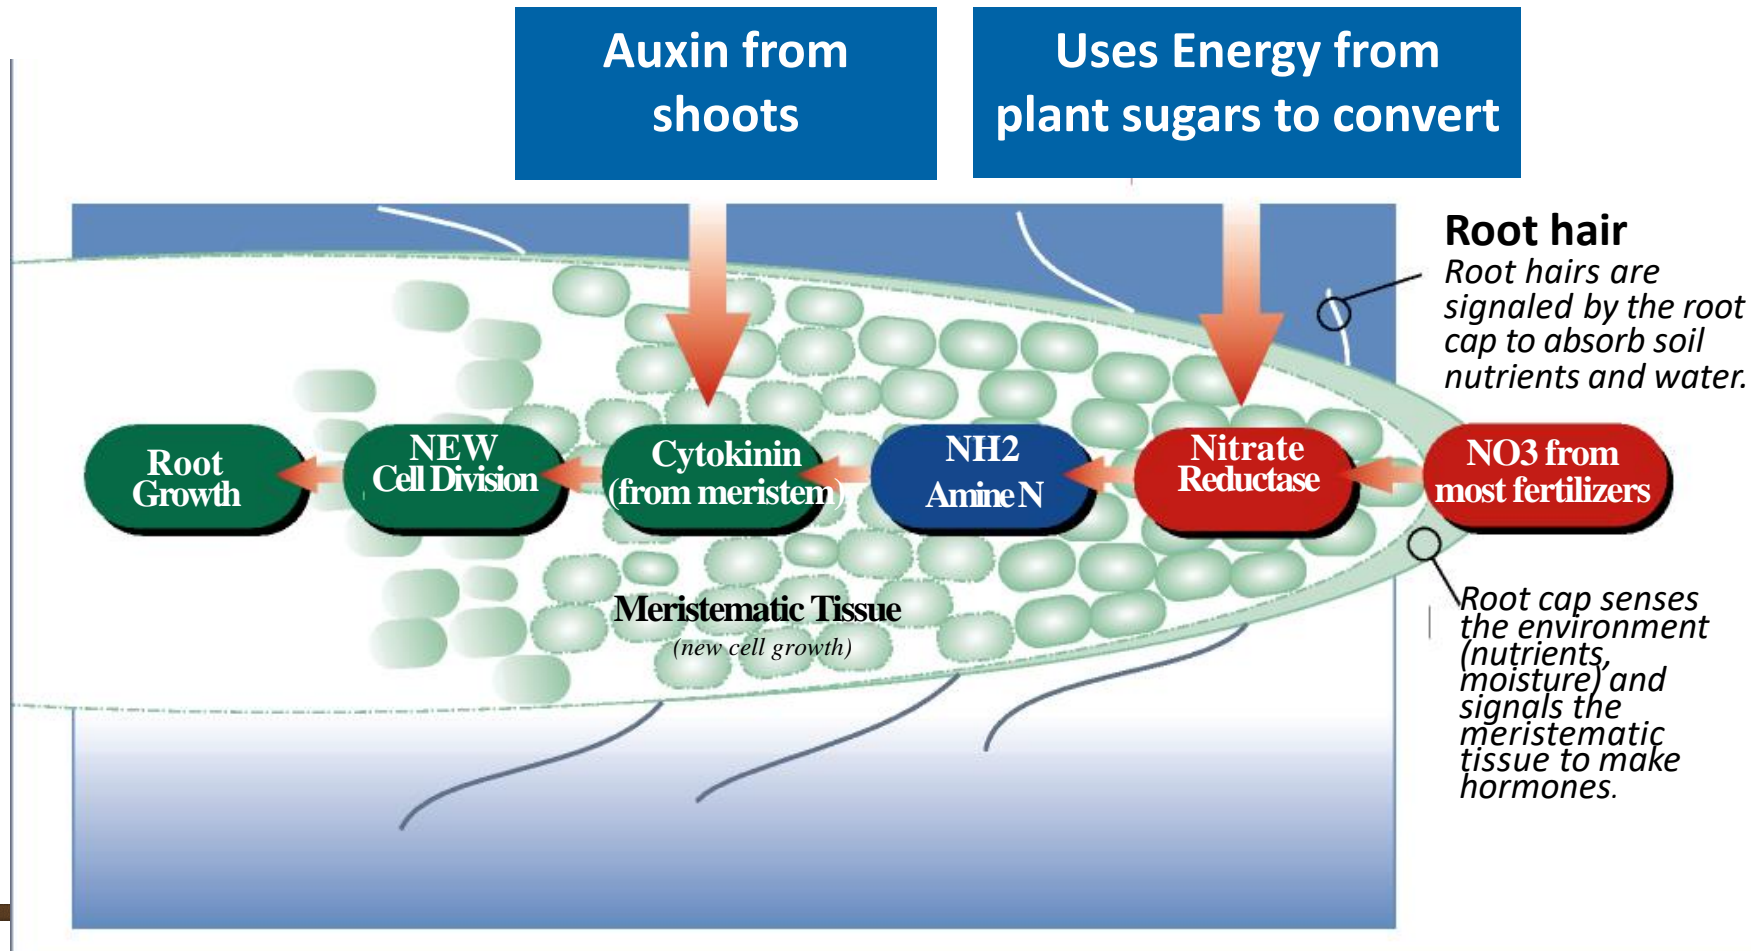 Auxin from
shoots
Uses Energy from
plant sugars to convert
Root hair
Root hairs are
signaled by the root
cap to absorb soil
nutrients and water.
Root
Growth
NEW
Cell Division
Cytokinin
(from meristem)
NH2
Amine N
Nitrate
Reductase
NO3 from
most fertilizers
Meristematic Tissue
(new cell growth)
Root cap senses
the environment
(nutrients,
moisture) and
signals the
meristematic
tissue to make
hormones.